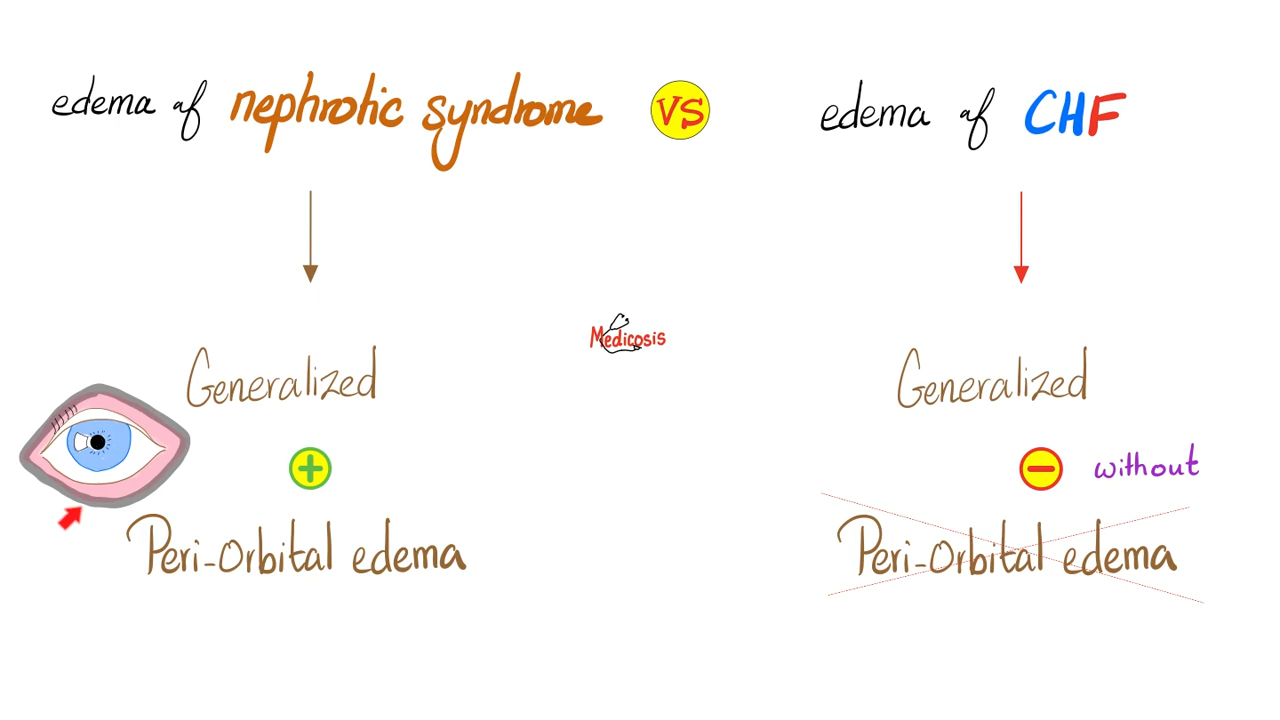 edema of nephrotic syndrome VS edema of CHF
Medicosis
Generalized Generalized
without
Peri-Orbital edema Peri-Orbital edema